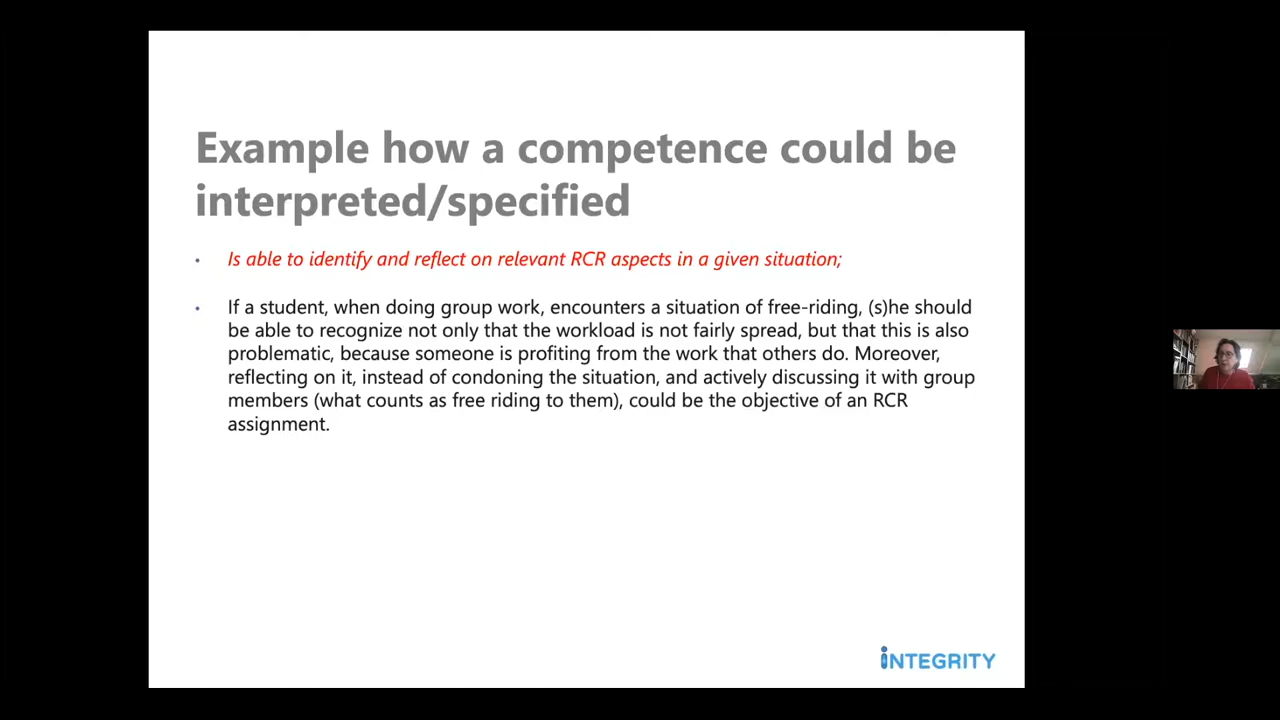 Example how a competence could be
interpreted/specified
• Is able to identify and reflect on relevant RCR aspects in a given situation;
• If a student, when doing group work, encounters a situation of free-riding, (s)he should
be able to recognize not only that the workload is not fairly spread, but that this is also
problematic, because someone is profiting from the work that others do. Moreover,
reflecting on it, instead of condoning the situation, and actively discussing it with group
members (what counts as free riding to them), could be the objective of an RCR
assignment.
iNTEGRITY